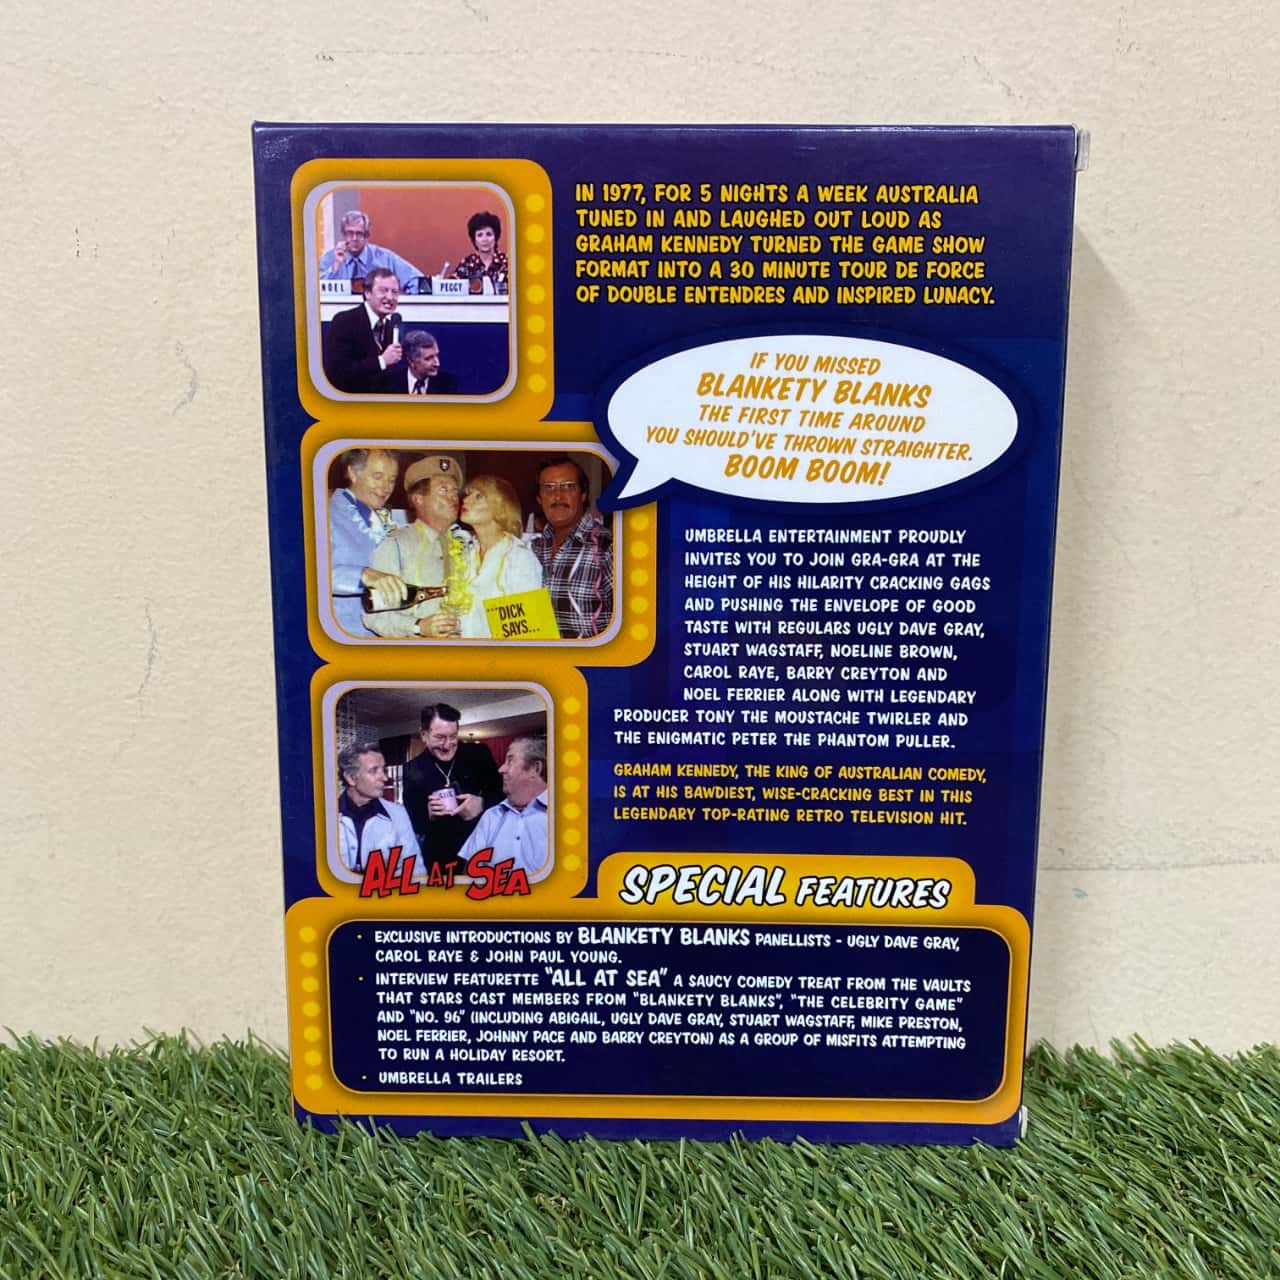 IN 1977, FOR 5 NIGHTS A WEEK AUSTRALIA
TUNED IN AND LAUGHED OUT LOUD AS
GRAHAM KENNEDY TURNED THE GAME SHOW
FORMAT INTO A 30 MINUTE TOUR DE FORCE
OF DOUBLE ENTENDRES AND INSPIRED LUNACY.
NOEL
PEGGY
IF YOU MISSED
BLANKETY BLANKS
THE FIRST TIME AROUND
YOU SHOULD'VE THROWN STRAIGHTER.
BOOM BOOM!
...DICK
SAYS...
UMBRELLA ENTERTAINMENT PROUDLY
INVITES YOU TO JOIN GRA-GRA AT THE
HEIGHT OF HIS HILARITY CRACKING GAGS
AND PUSHING THE ENVELOPE OF GOOD
TASTE WITH REGULARS UGLY DAVE GRAY,
STUART WAGSTAFF, NOELINE BROWN,
CAROL RAYE, BARRY CREYTON AND
NOEL FERRIER ALONG WITH LEGENDARY
PRODUCER TONY THE MOUSTACHE TWIRLER AND
THE ENIGMATIC PETER THE PHANTOM PULLER.
GRAHAM KENNEDY, THE KING OF AUSTRALIAN COMEDY,
IS AT HIS BAWDIEST, WISE-CRACKING BEST IN THIS
LEGENDARY TOP-RATING RETRO TELEVISION HIT.
ALL AT SEA
SPECIAL FEATURES
• EXCLUSIVE INTRODUCTIONS BY BLANKETY BLANKS PANELLISTS - UGLY DAVE GRAY,
CAROL RAYE & JOHN PAUL YOUNG.
• INTERVIEW FEATURETTE "ALL AT SEA" A SAUCY COMEDY TREAT FROM THE VAULTS
THAT STARS CAST MEMBERS FROM "BLANKETY BLANKS", "THE CELEBRITY GAME"
AND "NO. 96" (INCLUDING ABIGAIL, UGLY DAVE GRAY, STUART WAGSTAFF, MIKE PRESTON,
NOEL FERRIER, JOHNNY PACE AND BARRY CREYTON) AS A GROUP OF MISFITS ATTEMPTING
TO RUN A HOLIDAY RESORT.
• UMBRELLA TRAILERS